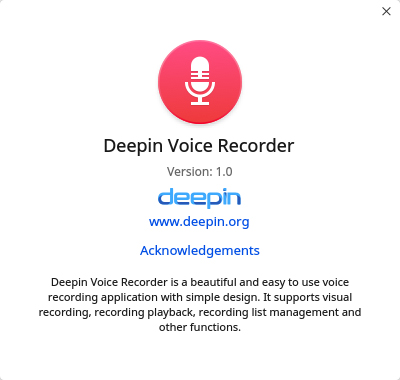 Deepin Voice Recorder
Version: 1.0
deepin
www.deepin.org
Acknowledgements
Deepin Voice Recorder is a beautiful and easy to use voice
recording application with simple design. It supports visual
recording, recording playback, recording list management and
other functions.